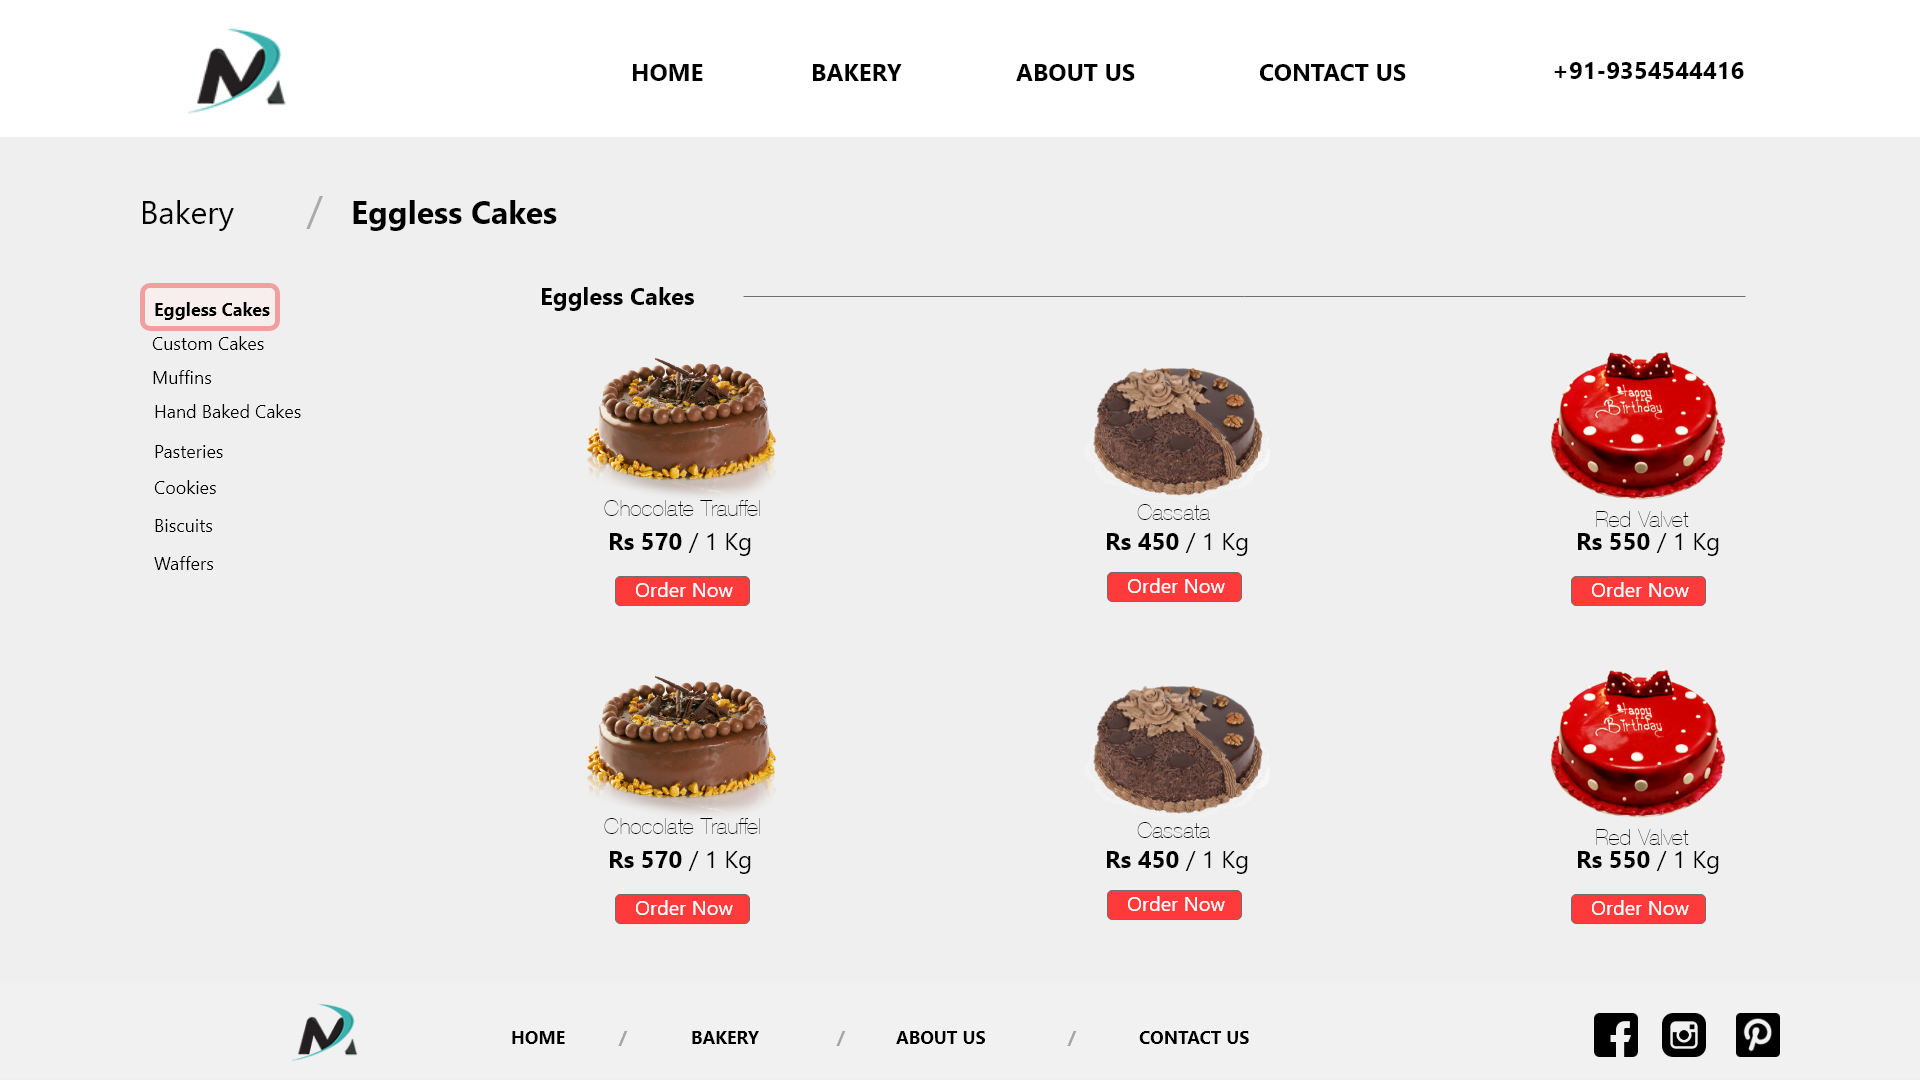 HOME BAKERY ABOUT US CONTACT US +91-9354544416
Bakery / Eggless Cakes
Eggless Cakes
Custom Cakes
Muffins
Hand Baked Cakes
Pasteries
Cookies
Biscuits
Waffers
Eggless Cakes
Happy Birthday
Chocolate Trauffel Cassata Red Valvet
Rs 570 / 1 Kg Rs 450 / 1 Kg Rs 550 / 1 Kg
Order Now Order Now Order Now
Happy Birthday
Chocolate Trauffel Cassata Red Valvet
Rs 570 / 1 Kg Rs 450 / 1 Kg Rs 550 / 1 Kg
Order Now Order Now Order Now
HOME / BAKERY / ABOUT US / CONTACT US